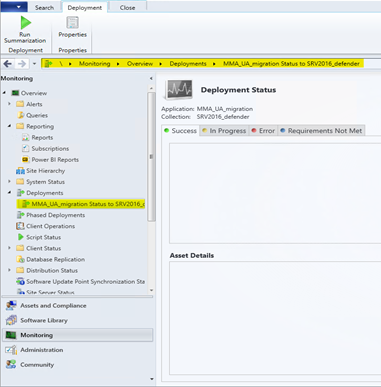 Search Deployment Close
Run Summarization
Properties
Deployment Properties
\ Monitoring Overview Deployments MMA_UA_migration Status to SRV2016_defender
Monitoring
Overview
Alerts
Queries
Reporting
Reports
Subscriptions
Power BI Reports
Site Hierarchy
System Status
Deployments
MMA_UA_migration Status to SRV2016_d
Phased Deployments
Client Operations
Script Status
Client Status
Database Replication
Distribution Status
Software Update Point Synchronization Sta
Site Server Status
Assets and Compliance
Software Library
Monitoring
Administration
Community
Deployment Status
Application: MMA_UA_migration
Collection: SRV2016_defender
Success In Progress Error Requirements Not Met
Asset Details